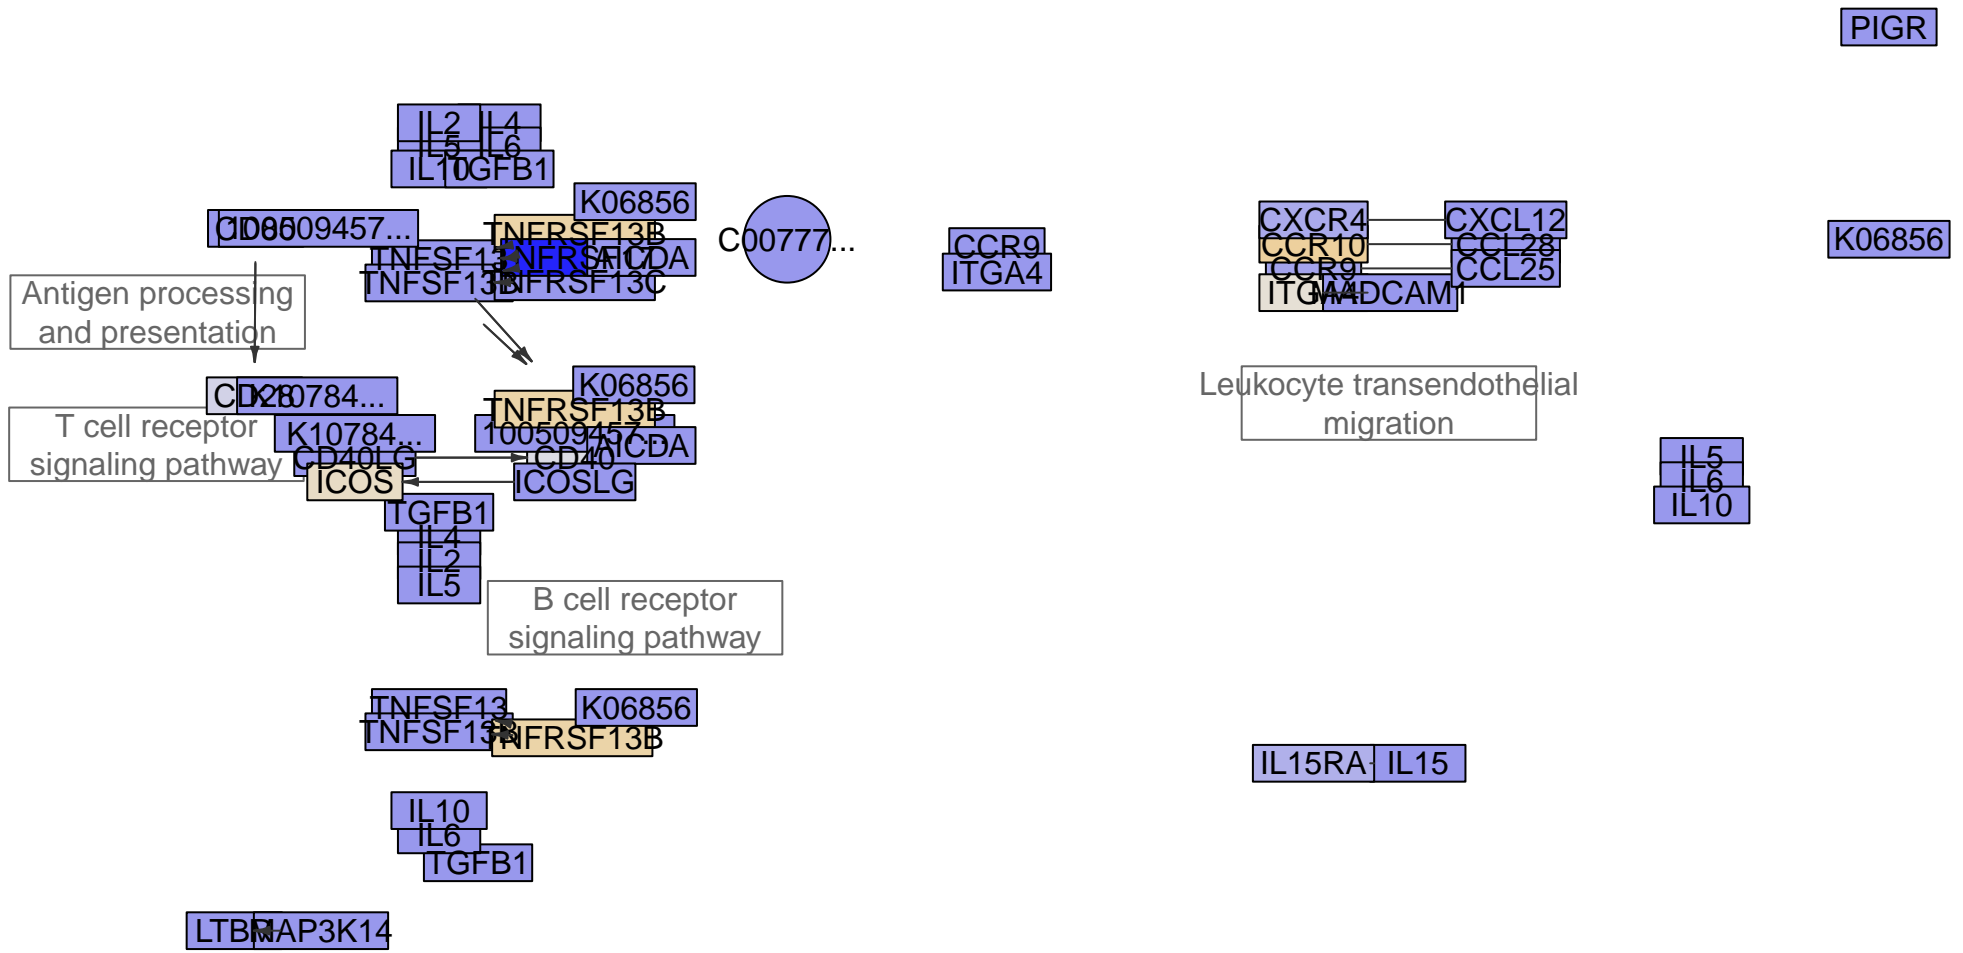 PIGR
IL2
IL4
IL5
IL6
IL10
TGFB1
K06856
CD80
100509457...
TNFRSF13B
TNFSF13
TNFRSF17
AICDA
TNFSF13B
TNFRSF13C
C00777...
CCR9
ITGA4
CXCR4
CXCL12
CCR10
CCL28
CCR9
CCL25
ITGA4
MADCAM1
K06856
Antigen processing
and presentation
CD28
K10784...
K06856
TNFRSF13B
T cell receptor
signaling pathway
K10784...
100509457...
AICDA
CD40LG
CD40
ICOS
ICOSLG
Leukocyte transendothelial
migration
IL5
IL6
IL10
TGFB1
IL4
IL2
IL5
B cell receptor
signaling pathway
TNFSF13
K06856
TNFSF13B
TNFRSF13B
IL15RA
IL15
IL10
IL6
TGFB1
LTBR
MAP3K14